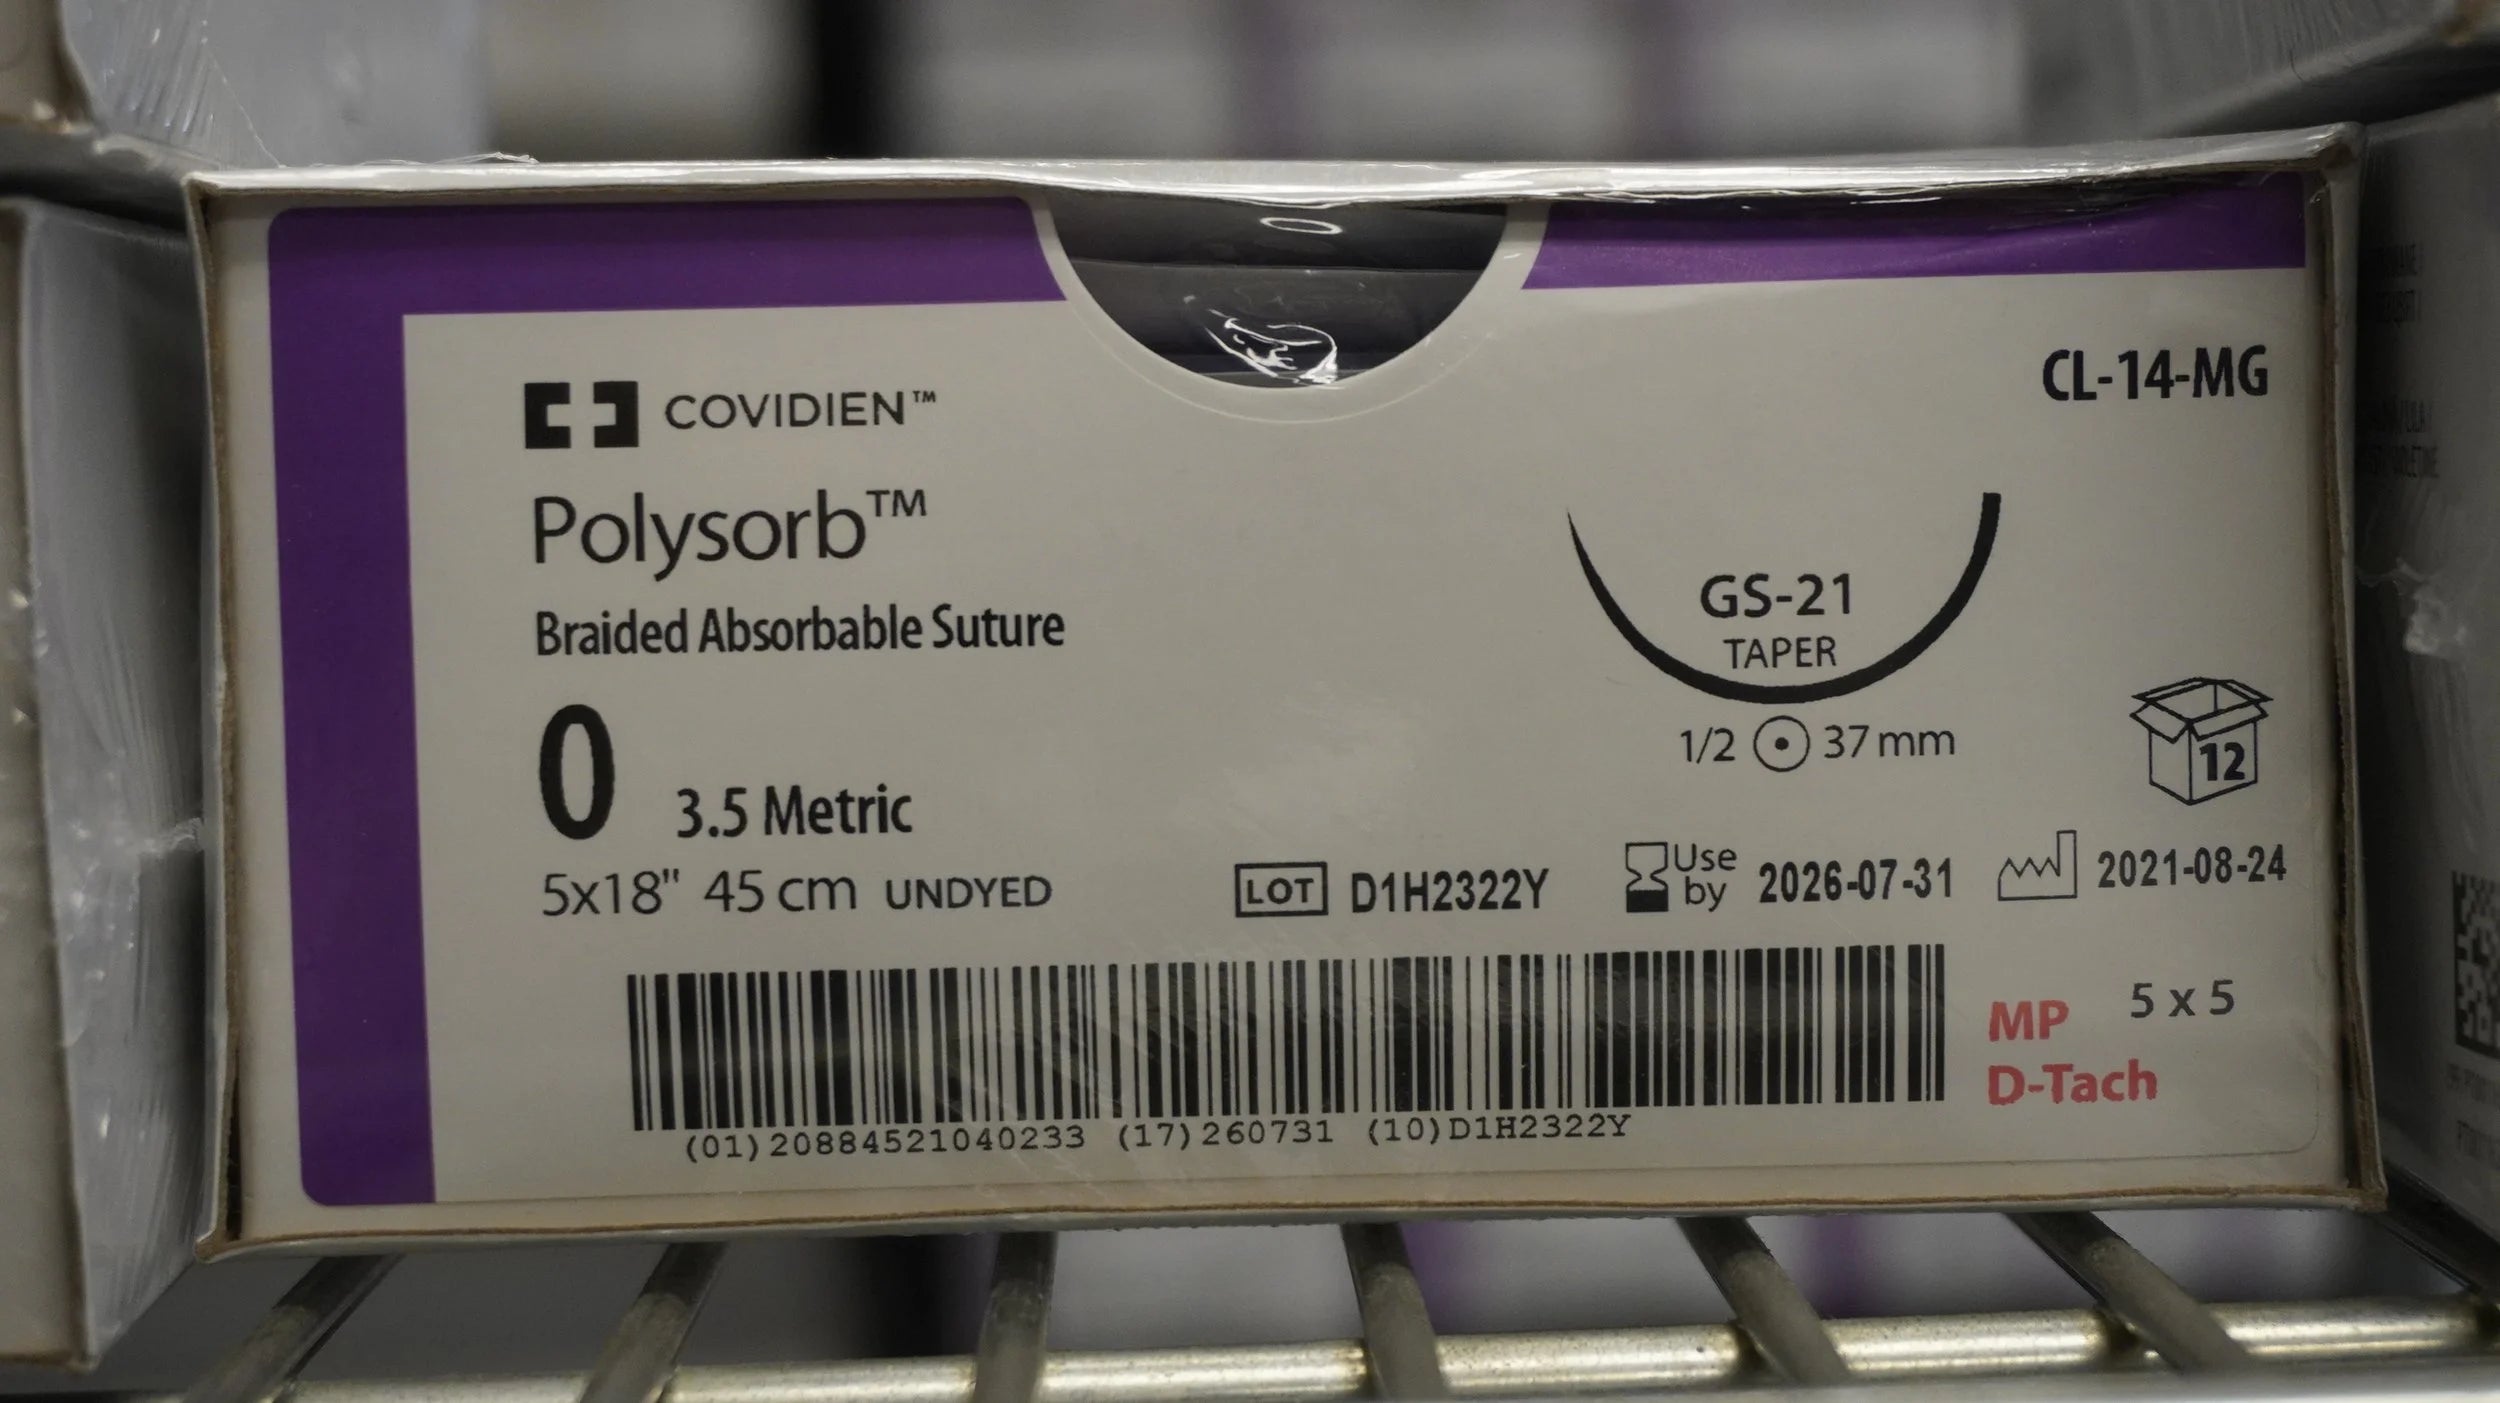 COVIDIEN™
CL-14-MG
Polysorb™
Braided Absorbable Suture
GS-21
TAPER
1/2 37 mm
12
0 3.5 Metric
5x18" 45 cm UNDYED
LOT D1H2322Y
Use by 2026-07-31
2021-08-24
MP 5 x 5
D-Tach
(01)20884521040233 (17)260731 (10)D1H2322Y